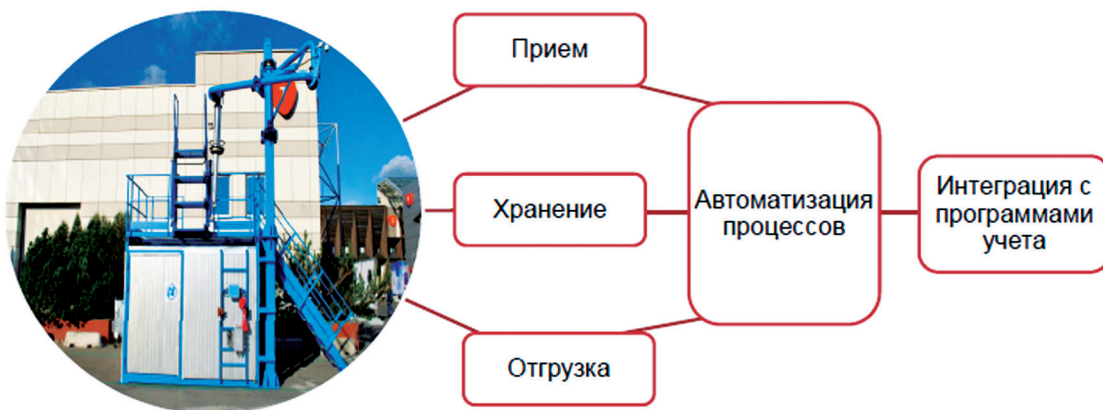 Прием
Хранение
Отгрузка
Автоматизация
процессов
Интеграция с
программами
учета